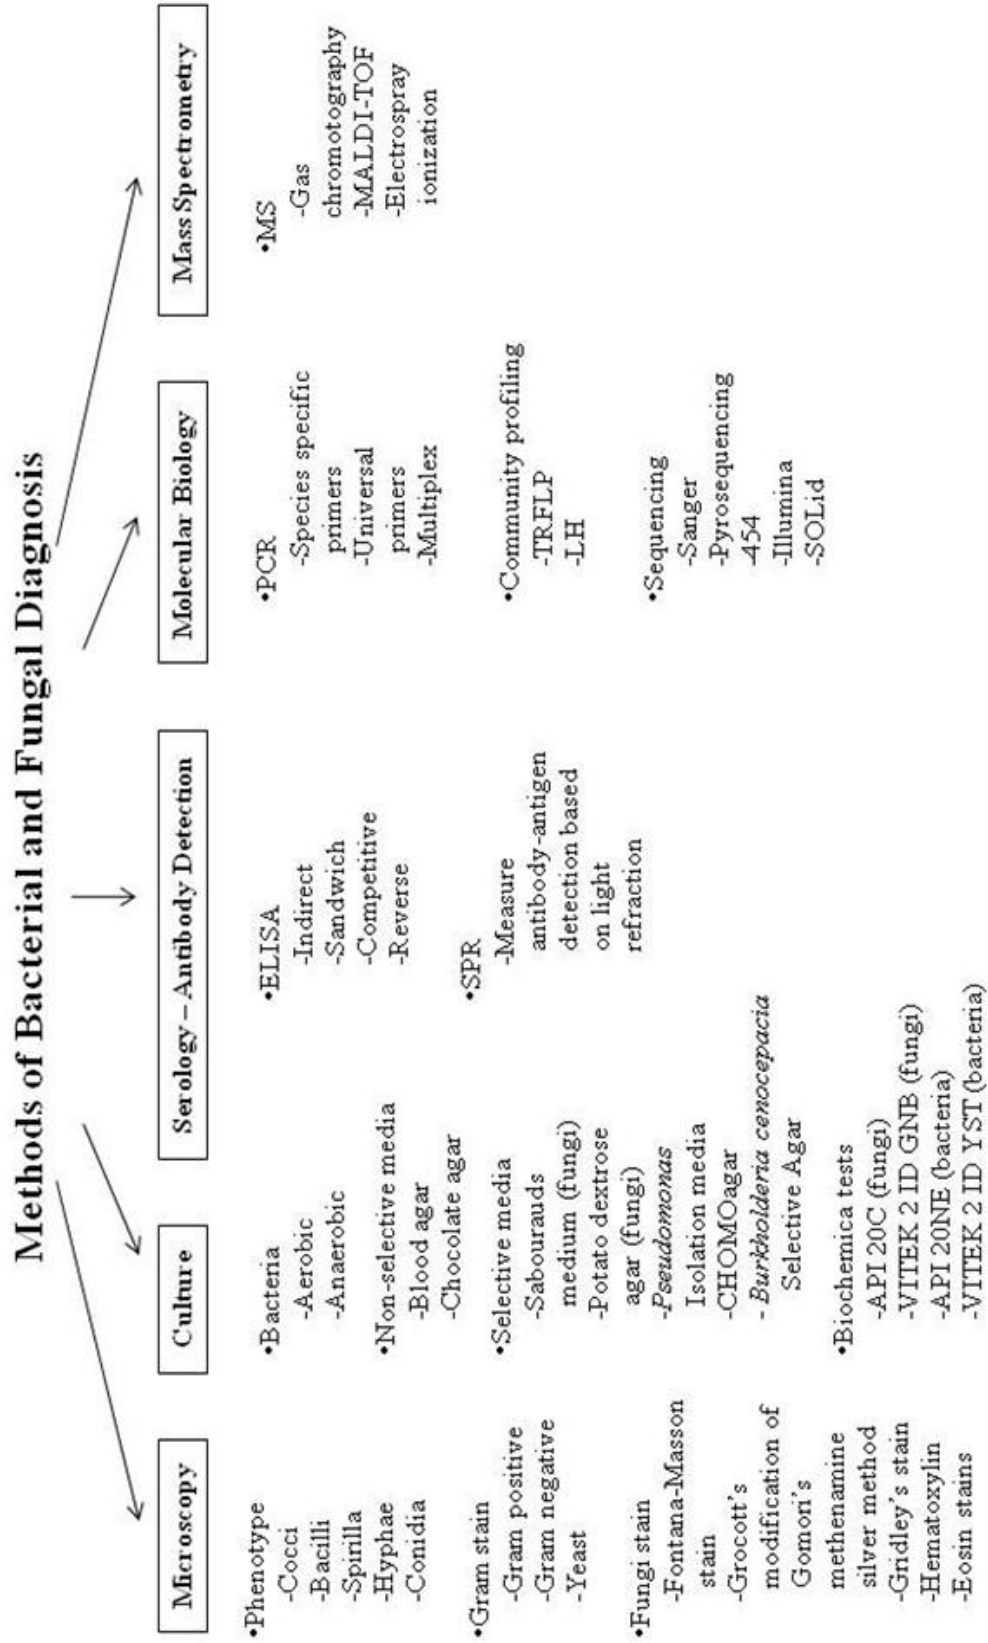 Methods of Bacterial and Fungal Diagnosis
Microscopy
•Phenotype
-Cocci
-Bacilli
-Spirilla
-Hyphae
-Conidia
•Gram stain
-Gram positive
-Gram negative
-Yeast
•Fungi stain
-Fontana-Masson
stain
-Grocott's
modification of
Gomori's
methenamine
silver method
-Gridley's stain
-Hematoxylin
-Eosin stains
Culture
•Bacteria
-Aerobic
-Anaerobic
•Non-selective media
-Blood agar
-Chocolate agar
•Selective media
-Sabourauds
medium (fungi)
-Potato dextrose
agar (fungi)
-Pseudomonas
Isolation media
-CHOMOagar
- Burkholderia cenocepacia
Selective Agar
•Biochemica tests
-API 20C (fungi)
-VITEK 2 ID GNB (fungi)
-API 20NE (bacteria)
-VITEK 2 ID YST (bacteria)
Serology – Antibody Detection
•ELISA
-Indirect
-Sandwich
-Competitive
-Reverse
•SPR
-Measure
antibody-antigen
detection based
on light
refraction
Molecular Biology
•PCR
-Species specific
primers
-Universal
primers
-Multiplex
•Community profiling
-TRFLP
-LH
•Sequencing
-Sanger
-Pyrosequencing
-454
-Illumina
-SOLid
Mass Spectrometry
•MS
-Gas
chromotography
-MALDI-TOF
-Electrospray
ionization